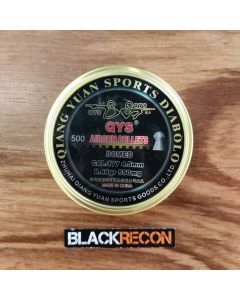 QIANG YUAN SPORTS DIABOLO
QYS
500 AIRGUN PELLETS
DOMED
CAL.177 4.5mm
8.48gr 550mg
MADE IN CHINA
ZHUHAI QIANG YUAN SPORTS GOODS CO.,LTD
BLACKRECON